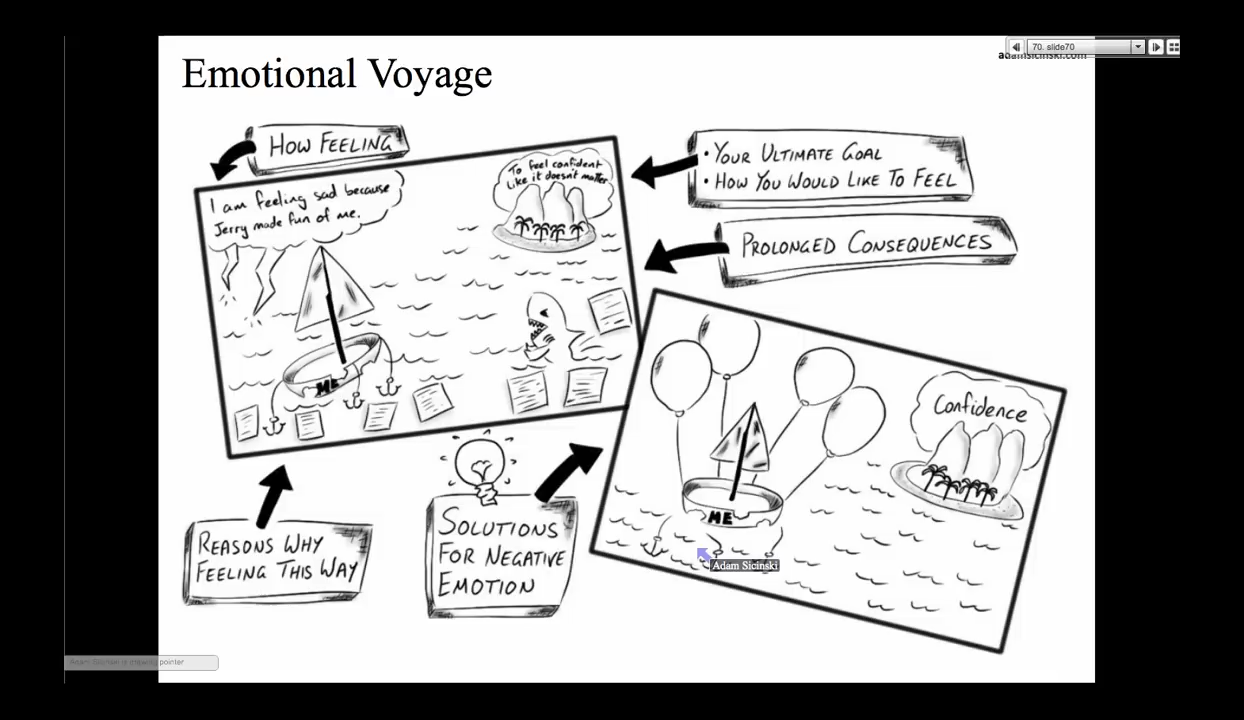 70. slide70
adamsicinski.com
Emotional Voyage
HOW FEELING
I am feeling sad because
Jerry made fun of me.
To feel confident
Like it doesn't matter
• YOUR ULTIMATE GOAL
• HOW YOU WOULD LIKE TO FEEL
PROLONGED CONSEQUENCES
ME
Confidence
ME
REASONS WHY
FEELING THIS WAY
SOLUTIONS
FOR NEGATIVE
EMOTION
Adam Sicinski
pointer